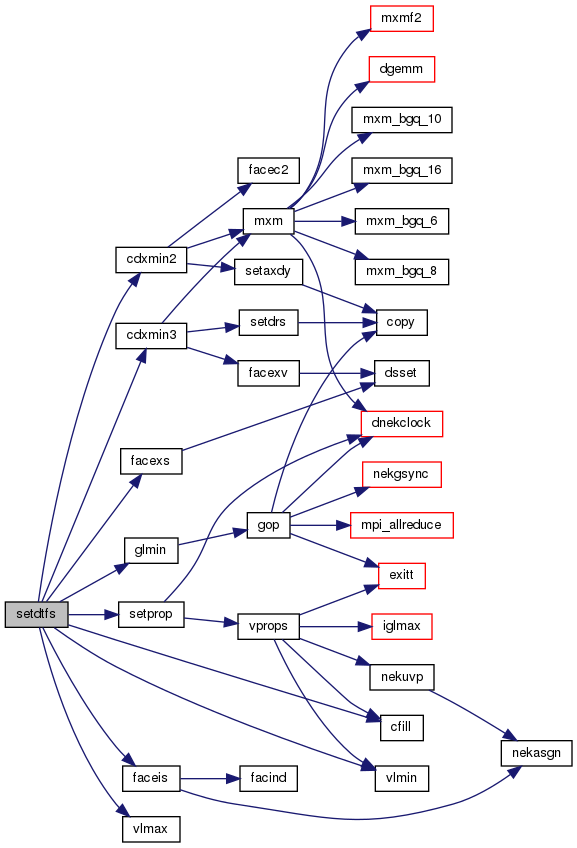 mxmf2
dgemm
mxm_bgq_10
facec2
mxm_bgq_16
mxm
mxm_bgq_6
cdxmin2
setaxdy
mxm_bgq_8
setdrs
copy
cdxmin3
facexv
dsset
dnekclock
facexs
nekgsync
gop
mpi_allreduce
glmin
exitt
setdtfs
setprop
vprops
iglmax
nekuvp
cfill
nekasgn
faceis
facind
vlmin
vlmax